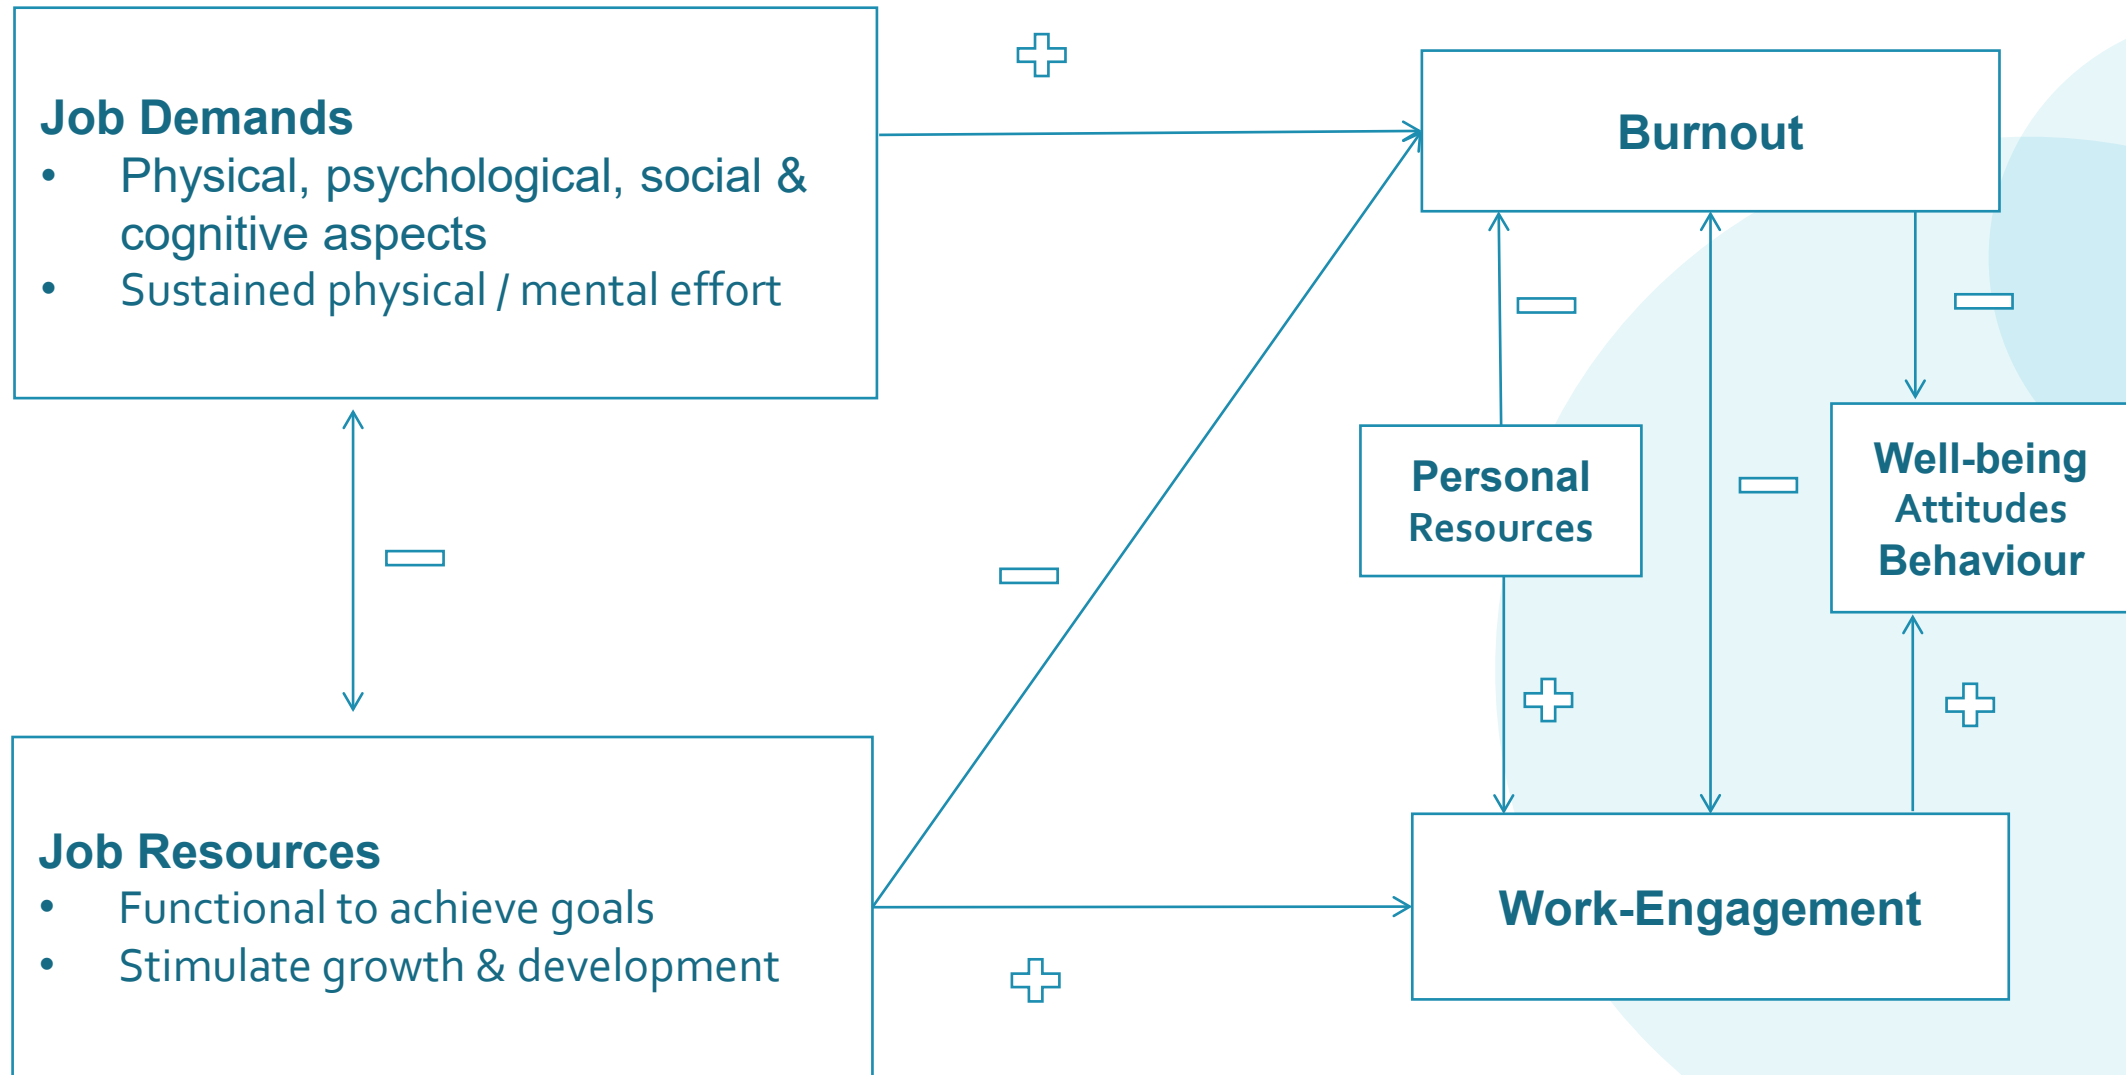 Job Demands
• Physical, psychological, social &
cognitive aspects
• Sustained physical / mental effort
Burnout
Personal
Resources
Well-being
Attitudes
Behaviour
Job Resources
• Functional to achieve goals
• Stimulate growth & development
Work-Engagement